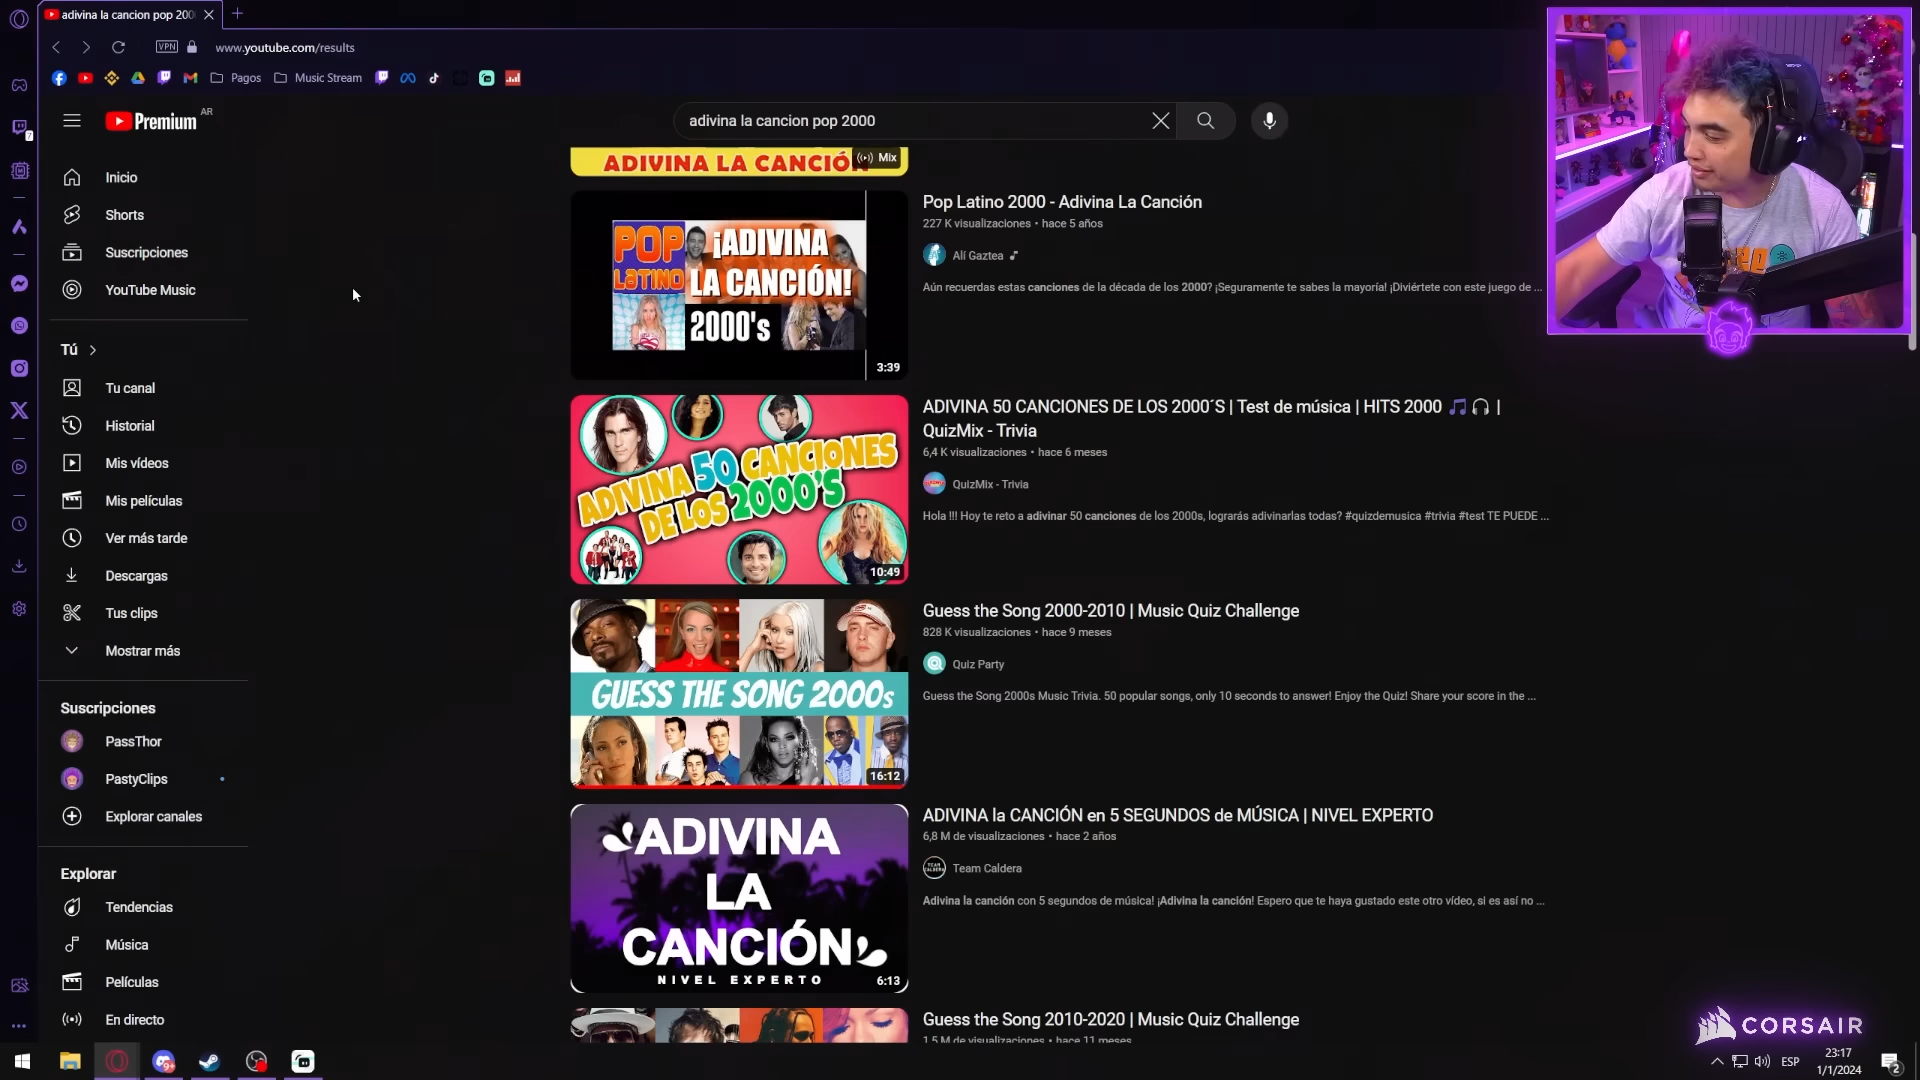 adivina la cancion pop 200
VPN
www.youtube.com/results
Pagos
Music Stream
Premium
AR
adivina la cancion pop 2000
Inicio
Shorts
Suscripciones
YouTube Music
Tú
Tu canal
Historial
Mis vídeos
Mis películas
Ver más tarde
Descargas
Tus clips
Mostrar más
Suscripciones
PassThor
PastyClips
Explorar canales
Explorar
Tendencias
Música
Películas
En directo
ADIVINA LA CANCIÓN
Mix
POP
LATINO
¡ADIVINA
LA CANCIÓN!
2000's
3:39
Pop Latino 2000 - Adivina La Canción
227 K visualizaciones • hace 5 años
Alí Gaztea
Aún recuerdas estas canciones de la década de los 2000? ¡Seguramente te sabes la mayoría! ¡Diviértete con este juego de ...
ADIVINA 50 CANCIONES
DE LOS 2000'S
10:49
ADIVINA 50 CANCIONES DE LOS 2000´S | Test de música | HITS 2000 🎵🎧 |
QuizMix - Trivia
6,4 K visualizaciones • hace 6 meses
QuizMix - Trivia
Hola !!! Hoy te reto a adivinar 50 canciones de los 2000s, lograrás adivinarlas todas? #quizdemusica #trivia #test TE PUEDE ...
GUESS THE SONG 2000s
16:12
Guess the Song 2000-2010 | Music Quiz Challenge
828 K visualizaciones • hace 9 meses
Quiz Party
Guess the Song 2000s Music Trivia. 50 popular songs, only 10 seconds to answer! Enjoy the Quiz! Share your score in the ...
ADIVINA
LA
CANCIÓN
NIVEL EXPERTO
6:13
ADIVINA la CANCIÓN en 5 SEGUNDOS de MÚSICA | NIVEL EXPERTO
6,8 M de visualizaciones • hace 2 años
Team Caldera
Adivina la canción con 5 segundos de música! ¡Adivina la canción! Espero que te haya gustado este otro vídeo, si es así no ...
Guess the Song 2010-2020 | Music Quiz Challenge
1,5 M de visualizaciones • hace 11 meses
CORSAIR
ESP
23:17
1/1/2024
2